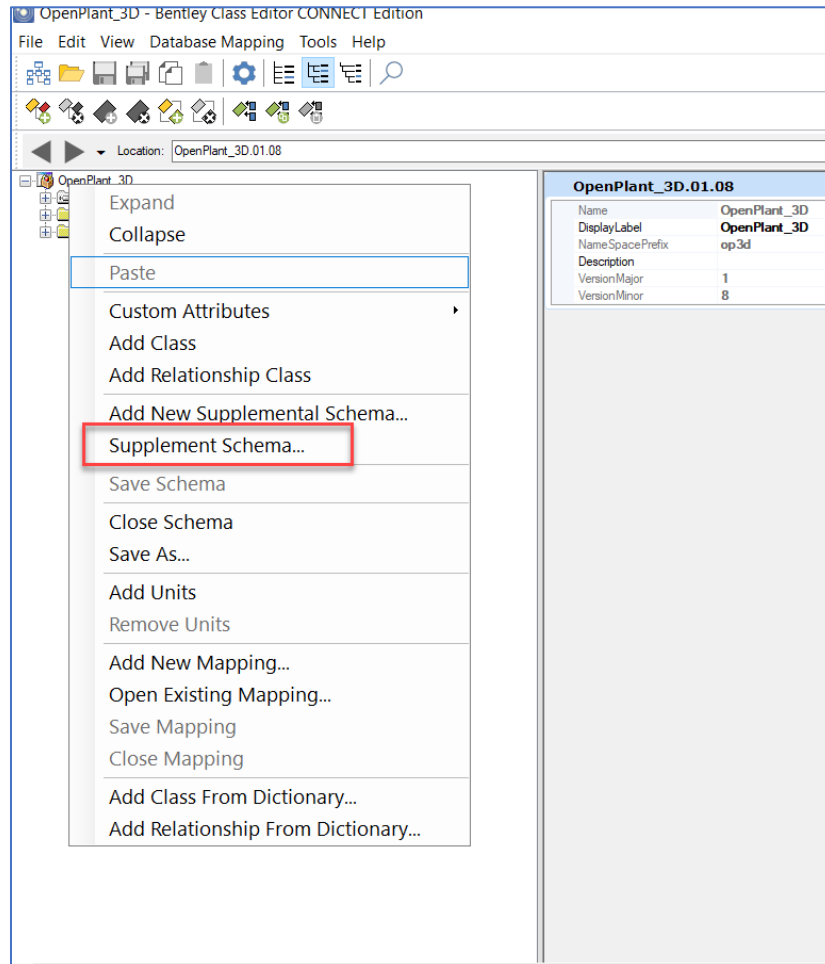 OpenPlant_3D - Bentley Class Editor CONNECT Edition
File Edit View Database Mapping Tools Help
Location: OpenPlant_3D.01.08
OpenPlant_3D
Expand
Collapse
Paste
Custom Attributes
Add Class
Add Relationship Class
Add New Supplemental Schema...
Supplement Schema...
Save Schema
Close Schema
Save As...
Add Units
Remove Units
Add New Mapping...
Open Existing Mapping...
Save Mapping
Close Mapping
Add Class From Dictionary...
Add Relationship From Dictionary...
OpenPlant_3D.01.08
Name OpenPlant_3D
DisplayLabel OpenPlant_3D
NameSpacePrefix op3d
Description
VersionMajor 1
VersionMinor 8